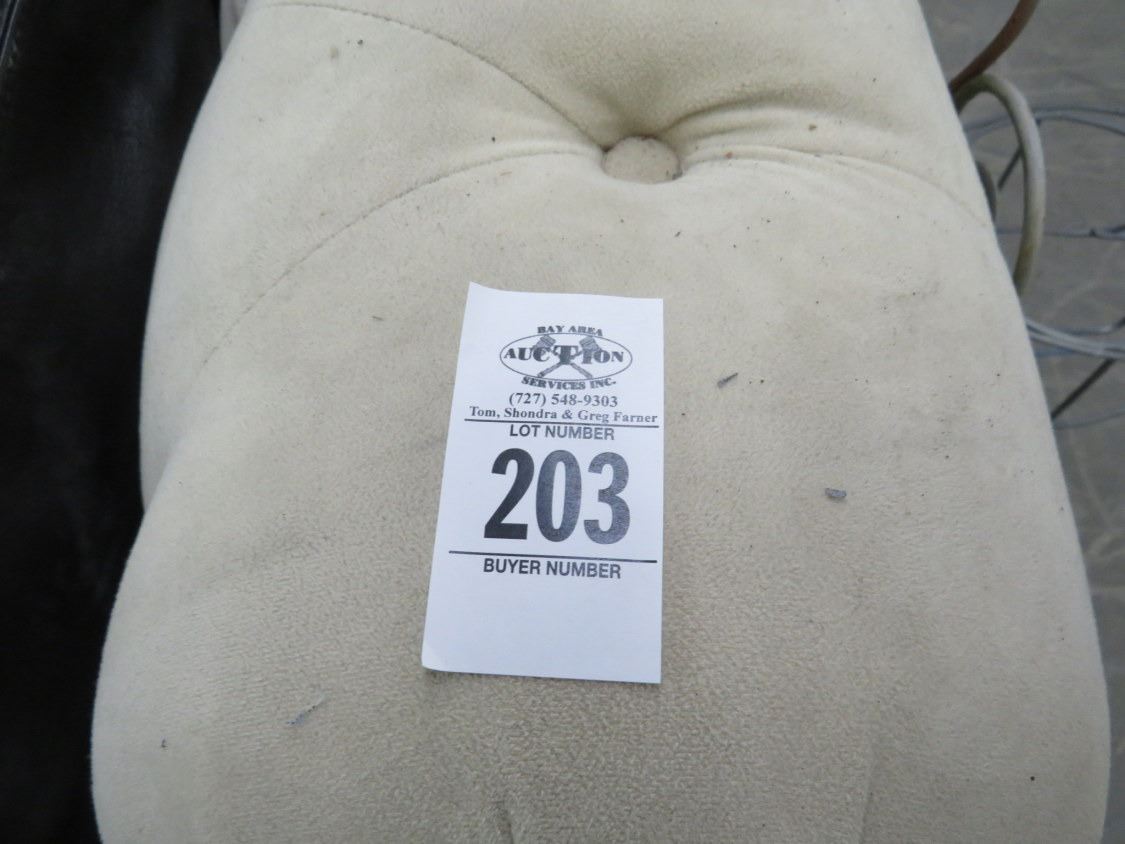 BAY AREA
AUCTION
SERVICES INC.
(727) 548-9303
Tom, Shondra & Greg Farner
LOT NUMBER
203
BUYER NUMBER